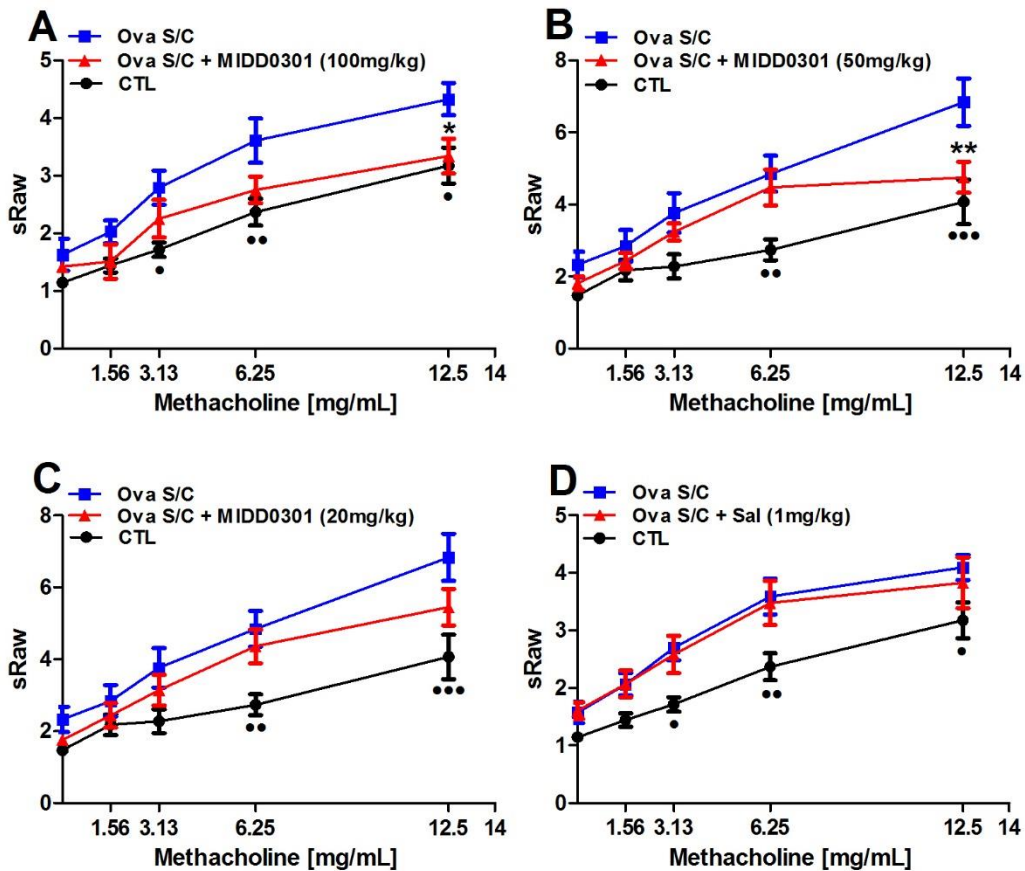 A
Ova S/C
Ova S/C + MIDD0301 (100mg/kg)
CTL
5
4
3
2
1
0
sRaw
*
•
••
•
1.56 3.13 6.25 12.5 14
Methacholine [mg/mL]
B
Ova S/C
Ova S/C + MIDD0301 (50mg/kg)
CTL
8
6
4
2
0
sRaw
**
••
•••
1.56 3.13 6.25 12.5 14
Methacholine [mg/mL]
C
Ova S/C
Ova S/C + MIDD0301 (20mg/kg)
CTL
8
6
4
2
0
sRaw
••
•••
1.56 3.13 6.25 12.5 14
Methacholine [mg/mL]
D
Ova S/C
Ova S/C + Sal (1mg/kg)
CTL
5
4
3
2
1
0
sRaw
•
••
•
1.56 3.13 6.25 12.5 14
Methacholine [mg/mL]